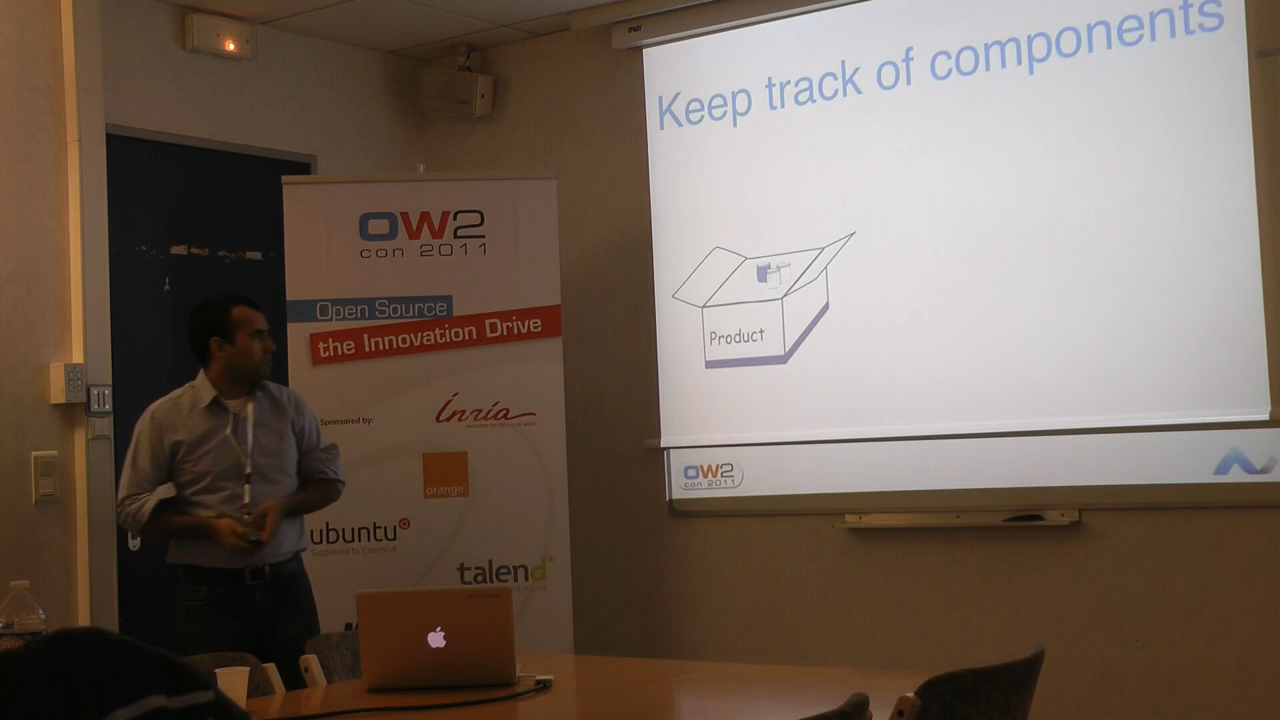 Keep track of components
Product
OW2
con 2011
OW2
con 2011
Open Source
the Innovation Drive
Sponsored by:
Inria
orange
ubuntu
Supported by Canonical
talend